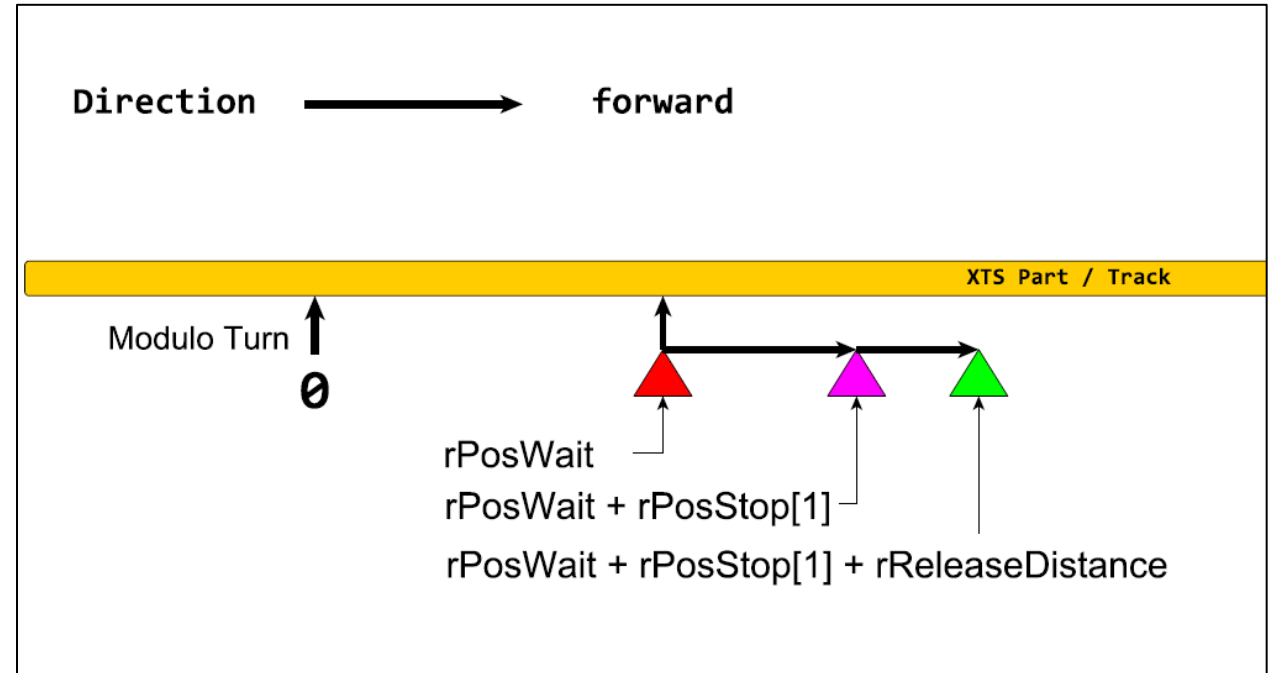 Direction forward
XTS Part / Track
Modulo Turn
0
rPosWait
rPosWait + rPosStop[1]
rPosWait + rPosStop[1] + rReleaseDistance